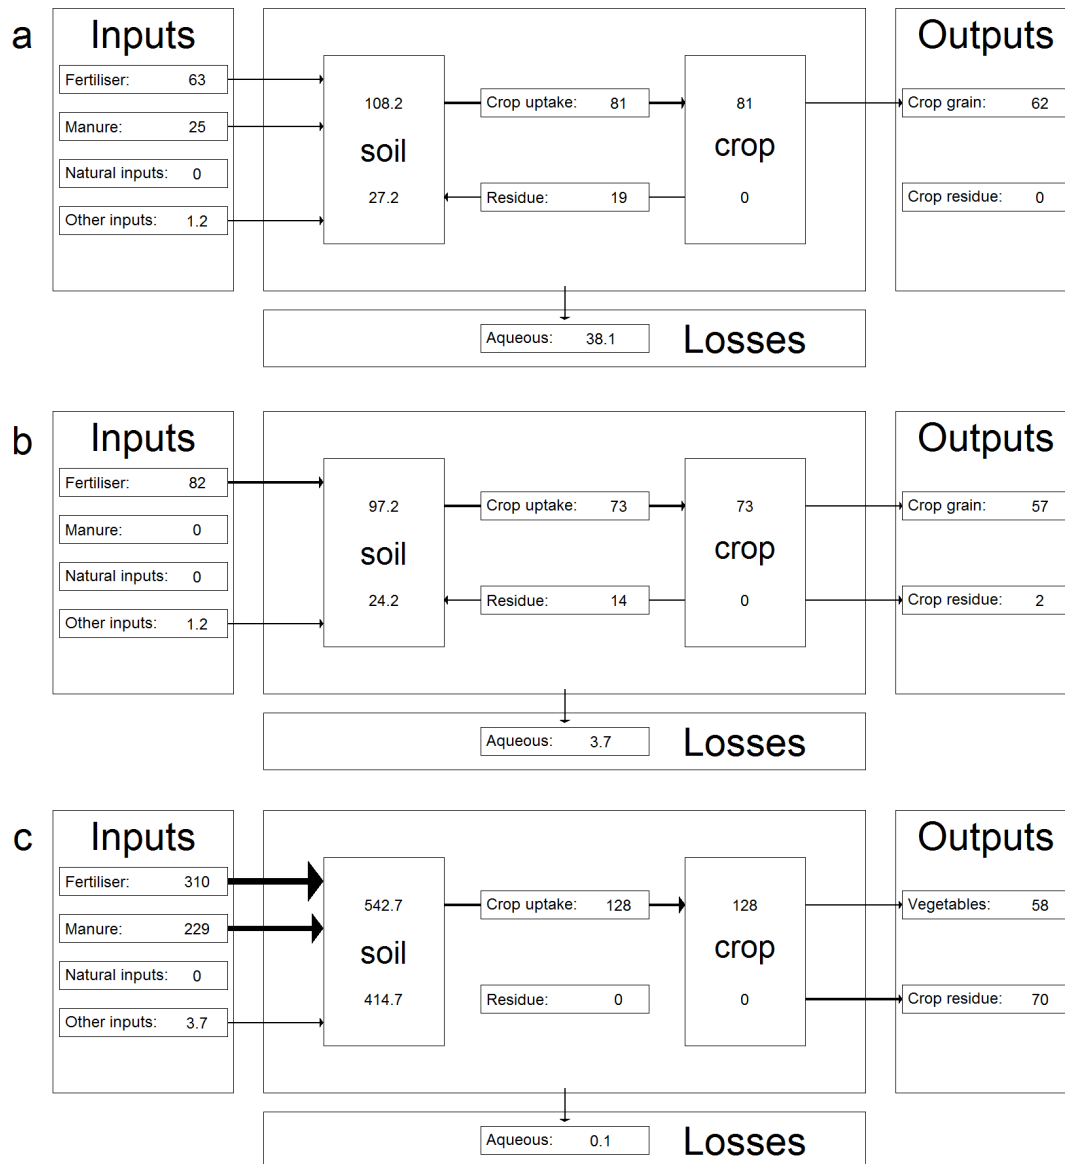 a
Inputs
Outputs
Fertiliser: 63
Manure: 25
Natural inputs: 0
Other inputs: 1.2
108.2
soil
27.2
Crop uptake: 81
Residue: 19
81
crop
0
Crop grain: 62
Crop residue: 0
Aqueous: 38.1
Losses
b
Inputs
Outputs
Fertiliser: 82
Manure: 0
Natural inputs: 0
Other inputs: 1.2
97.2
soil
24.2
Crop uptake: 73
Residue: 14
73
crop
0
Crop grain: 57
Crop residue: 2
Aqueous: 3.7
Losses
c
Inputs
Outputs
Fertiliser: 310
Manure: 229
Natural inputs: 0
Other inputs: 3.7
542.7
soil
414.7
Crop uptake: 128
Residue: 0
128
crop
0
Vegetables: 58
Crop residue: 70
Aqueous: 0.1
Losses